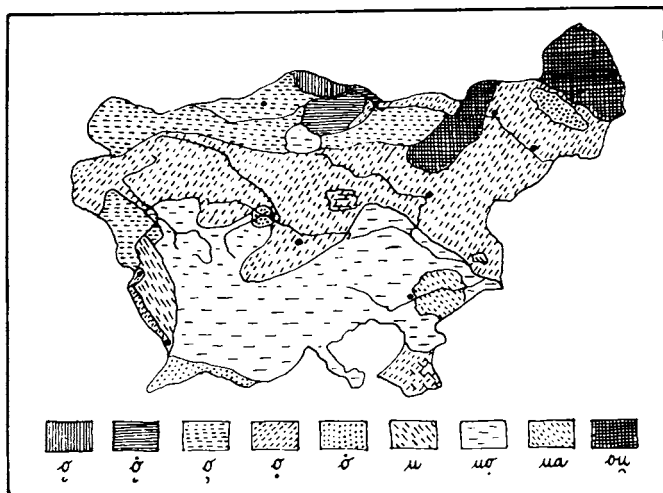 o̮ ȯ̮ o̦ ọ ȯ u uọ ua ou̯